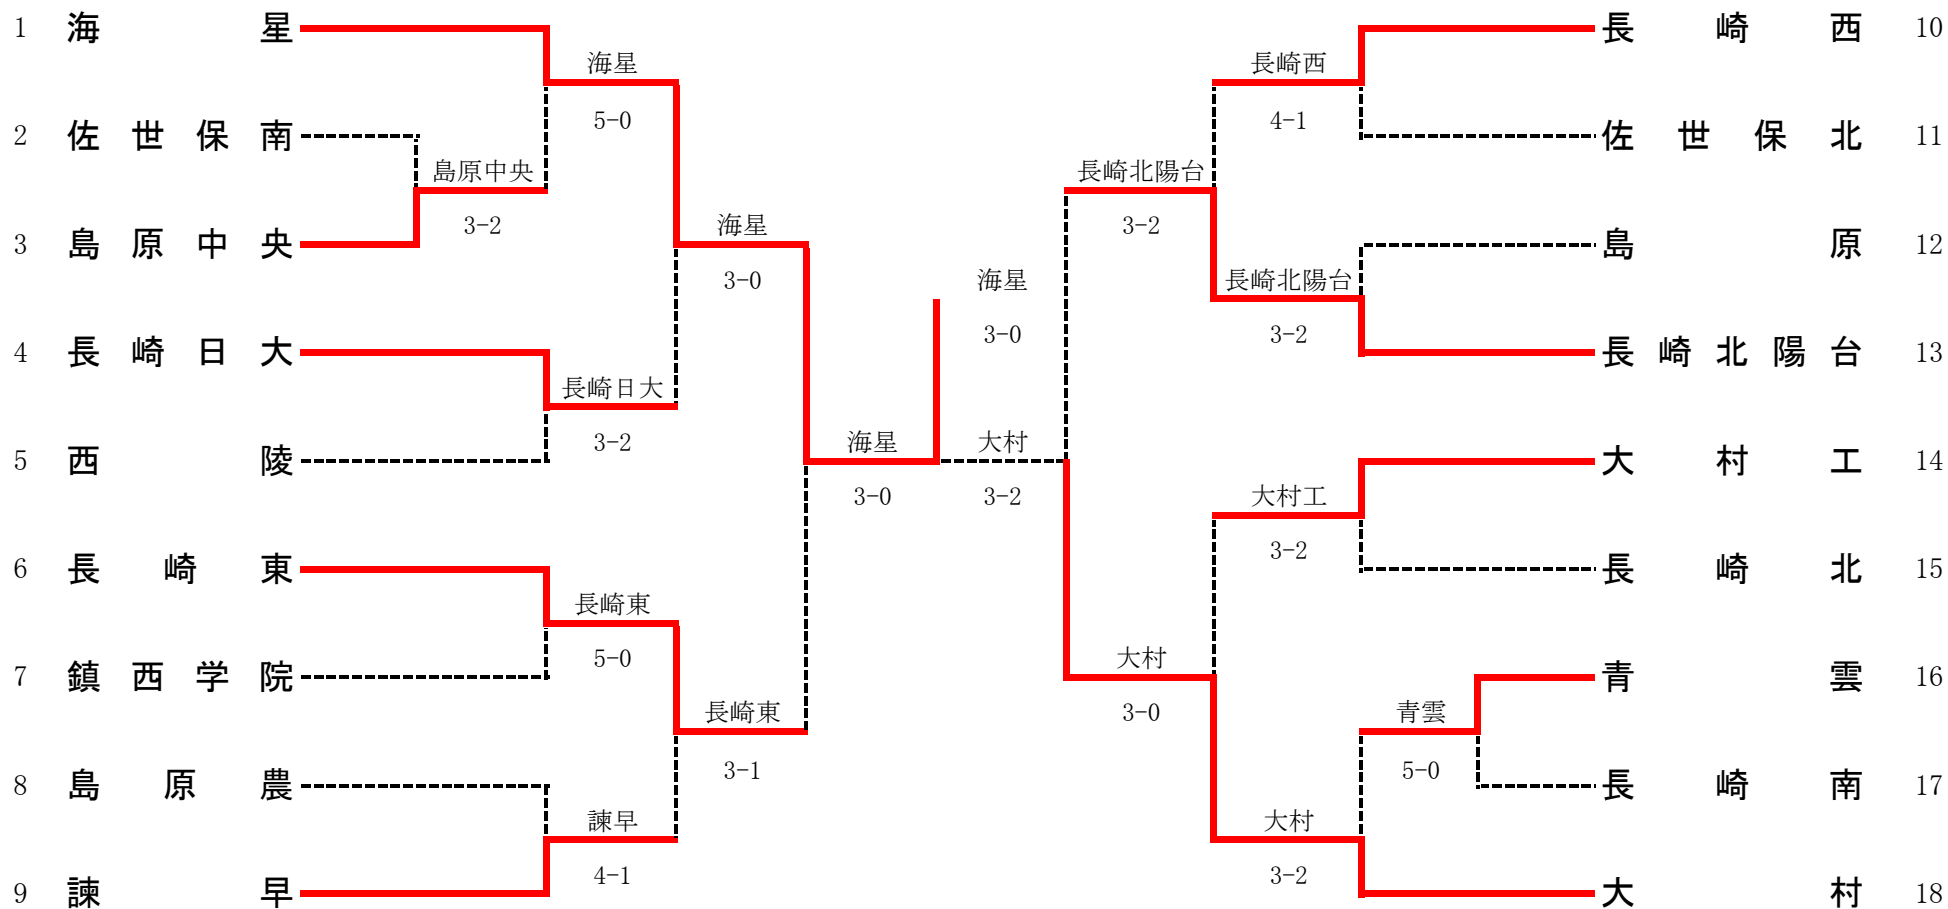 1 海星
2 佐世保南
3 島原中央
4 長崎日大
5 西陵
6 長崎東
7 鎮西学院
8 島原農
9 諫早
島原中央
3-2
海星
5-0
長崎日大
3-2
長崎東
5-0
諫早
4-1
海星
3-0
長崎東
3-1
海星
3-0
海星
3-0
大村
3-2
長崎北陽台
3-2
大村
3-0
長崎西
4-1
長崎北陽台
3-2
大村工
3-2
大村
3-2
青雲
5-0
長崎西 10
佐世保北 11
島原 12
長崎北陽台 13
大村工 14
長崎北 15
青雲 16
長崎南 17
大村 18